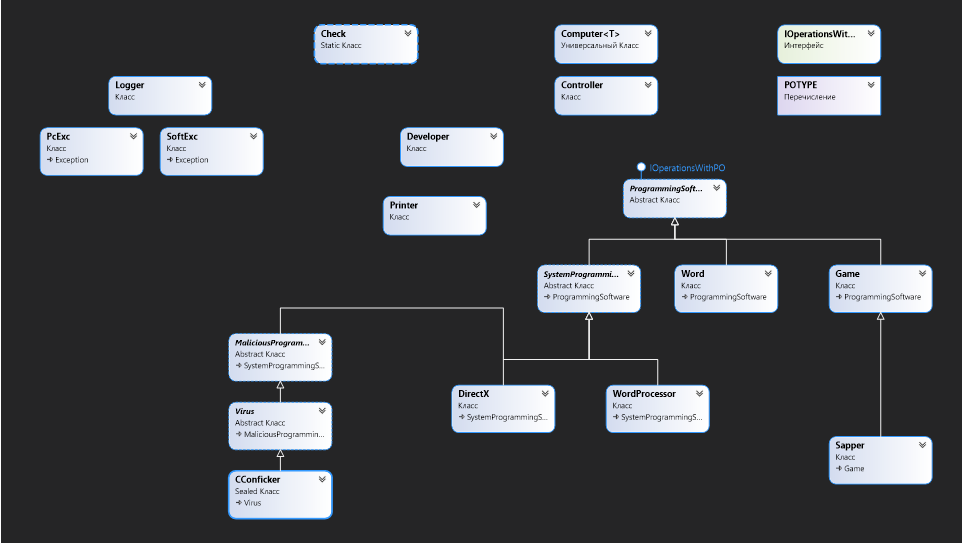 Check
Static Класс
Computer<T>
Универсальный Класс
IOperationsWit...
Интерфейс
Logger
Класс
Controller
Класс
POTYPE
Перечисление
PcExc
Класс
Exception
SoftExc
Класс
Exception
Developer
Класс
IOperationsWithPO
ProgrammingSoft...
Abstract Класс
Printer
Класс
SystemProgrammi...
Abstract Класс
ProgrammingSoftware
Word
Класс
ProgrammingSoftware
Game
Класс
ProgrammingSoftware
MaliciousProgram...
Abstract Класс
SystemProgrammingS...
DirectX
Класс
SystemProgrammingS...
WordProcessor
Класс
SystemProgrammingS...
Virus
Abstract Класс
MaliciousProgrammin...
Sapper
Класс
Game
CConficker
Sealed Класс
Virus